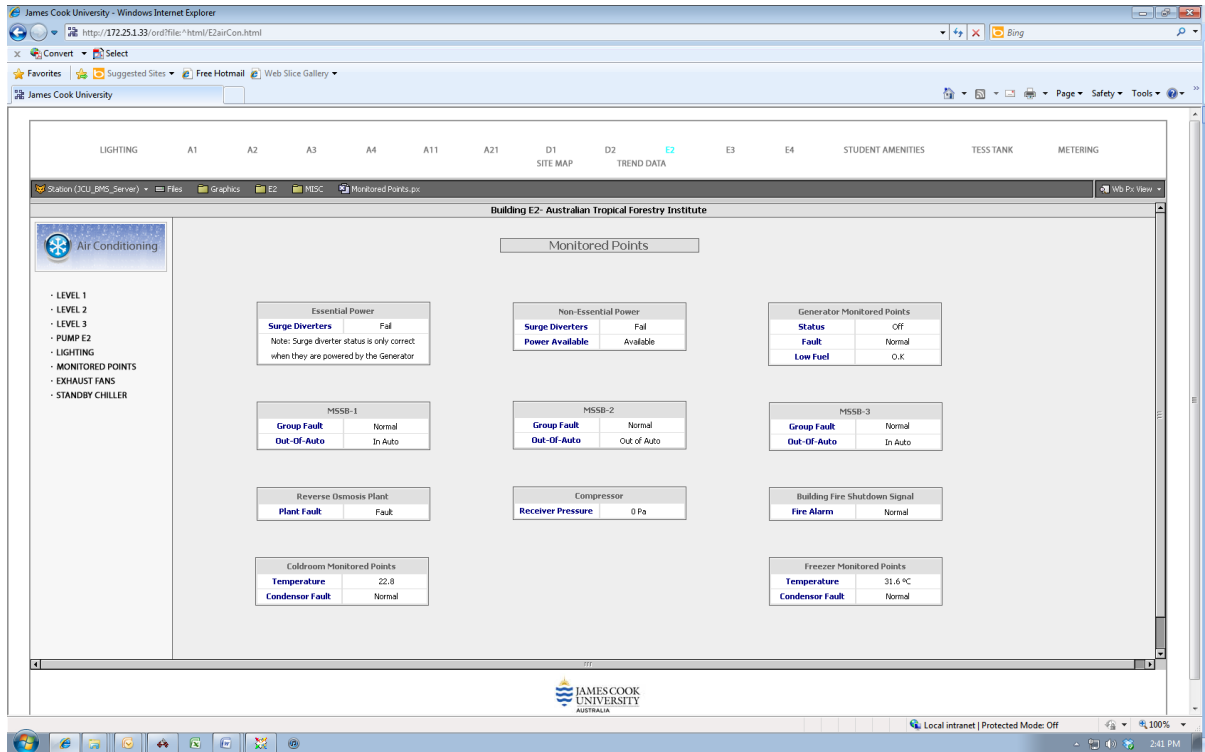 James Cook University - Windows Internet Explorer
http://172.25.1.33/ord?file:^html/E2airCon.html
Bing
x Convert Select
Favorites Suggested Sites Free Hotmail Web Slice Gallery
James Cook University
Page Safety Tools
LIGHTING A1 A2 A3 A4 A11 A21 D1 D2 E2 E3 E4 STUDENT AMENITIES TESS TANK METERING
SITE MAP TREND DATA
Station (JCU_BMS_Server) Files Graphics E2 MISC Monitored Points.px Wb Px View
Building E2- Australian Tropical Forestry Institute
Air Conditioning
Monitored Points
· LEVEL 1
· LEVEL 2
· LEVEL 3
· PUMP E2
· LIGHTING
· MONITORED POINTS
· EXHAUST FANS
· STANDBY CHILLER
Essential Power
Surge Diverters Fail
Note: Surge diverter status is only correct
when they are powered by the Generator
Non-Essential Power
Surge Diverters Fail
Power Available Available
Generator Monitored Points
Status Off
Fault Normal
Low Fuel O.K
MSSB-1
Group Fault Normal
Out-Of-Auto In Auto
MSSB-2
Group Fault Normal
Out-Of-Auto Out of Auto
MSSB-3
Group Fault Normal
Out-Of-Auto In Auto
Reverse Osmosis Plant
Plant Fault Fault
Compressor
Receiver Pressure 0 Pa
Building Fire Shutdown Signal
Fire Alarm Normal
Coldroom Monitored Points
Temperature 22.8
Condensor Fault Normal
Freezer Monitored Points
Temperature 31.6 ºC
Condensor Fault Normal
JAMES COOK
UNIVERSITY
AUSTRALIA
Local intranet | Protected Mode: Off 100%
2:41 PM